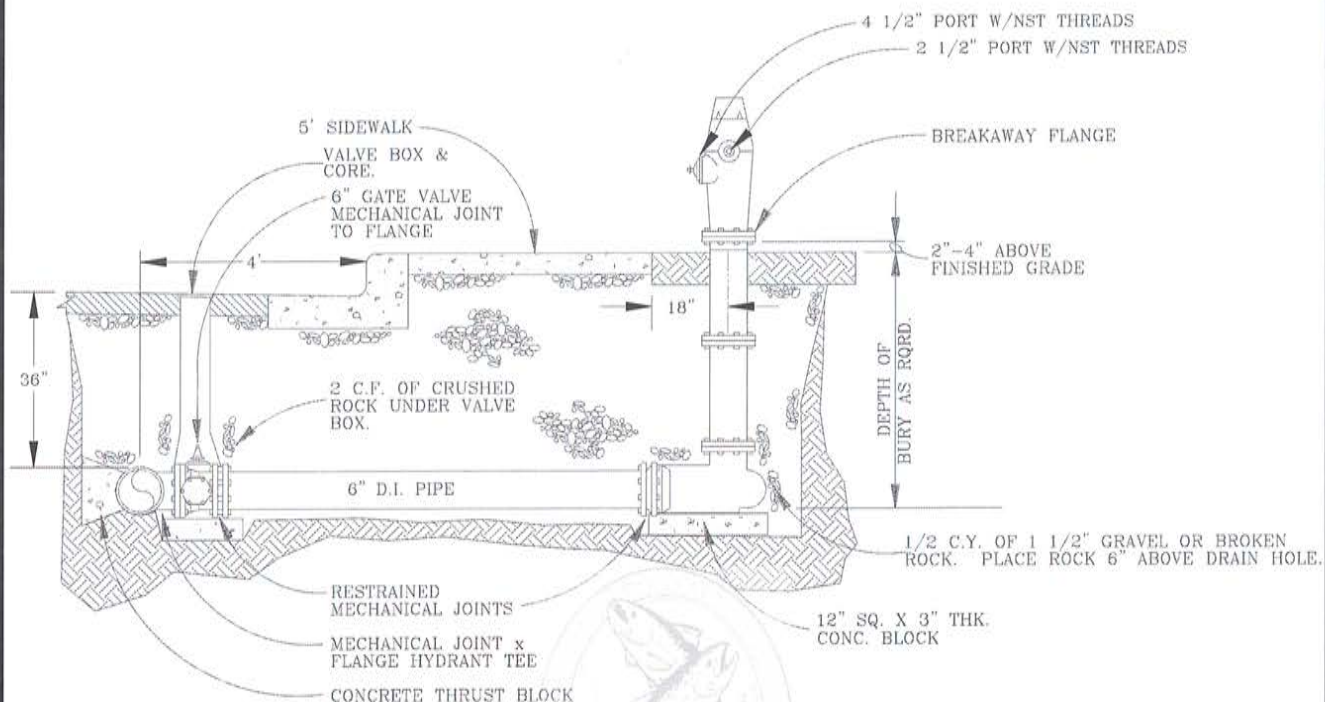 4 1/2" PORT W/NST THREADS
2 1/2" PORT W/NST THREADS
5' SIDEWALK
BREAKAWAY FLANGE
VALVE BOX &
CORE.
6" GATE VALVE
MECHANICAL JOINT
TO FLANGE
4'
2"-4" ABOVE
FINISHED GRADE
18"
36"
2 C.F. OF CRUSHED
ROCK UNDER VALVE
BOX.
DEPTH OF
BURY AS RQRD.
6" D.I. PIPE
1/2 C.Y. OF 1 1/2" GRAVEL OR BROKEN
ROCK. PLACE ROCK 6" ABOVE DRAIN HOLE.
RESTRAINED
MECHANICAL JOINTS
12" SQ. X 3" THK.
CONC. BLOCK
MECHANICAL JOINT x
FLANGE HYDRANT TEE
CONCRETE THRUST BLOCK